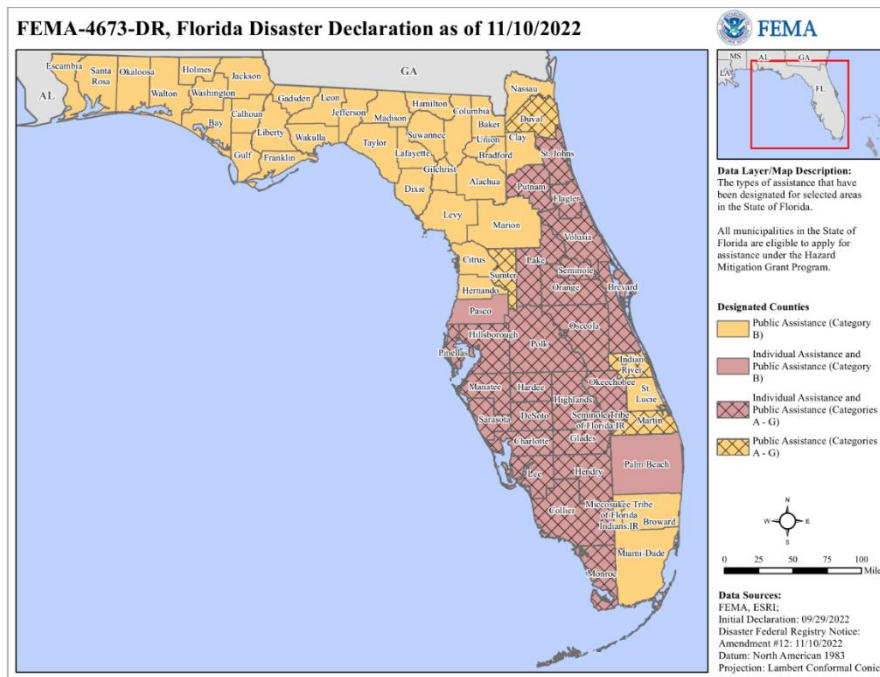 FEMA-4673-DR, Florida Disaster Declaration as of 11/10/2022
FEMA
GA
AL
MS
AL
GA
LA
FL
Escambia
Santa
Rosa
Okaloosa
Walton
Holmes
Washington
Jackson
Bay
Calhoun
Gulf
Liberty
Franklin
Gadsden
Leon
Wakulla
Jefferson
Madison
Taylor
Hamilton
Suwannee
Lafayette
Dixie
Columbia
Gilchrist
Baker
Union
Bradford
Alachua
Levy
Nassau
Duval
Clay
St. Johns
Putnam
Flagler
Marion
Volusia
Citrus
Sumter
Lake
Seminole
Hernando
Orange
Brevard
Pasco
Osceola
Hillsborough
Polk
Pinellas
Indian
River
Okeechobee
St.
Lucie
Manatee
Hardee
Highlands
Sarasota
DeSoto
Seminole Tribe
of Florida IR
Martin
Charlotte
Glades
Lee
Hendry
Palm Beach
Collier
Miccosukee Tribe
of Florida
Indians IR
Broward
Miami-Dade
Monroe
Data Layer/Map Description:
The types of assistance that have
been designated for selected areas
in the State of Florida.
All municipalities in the State of
Florida are eligible to apply for
assistance under the Hazard
Mitigation Grant Program.
Designated Counties
Public Assistance (Category
B)
Individual Assistance and
Public Assistance (Category
B)
Individual Assistance and
Public Assistance (Categories
A - G)
Public Assistance (Categories
A - G)
N
W
E
S
0 25 50 75 100
Mile
Data Sources:
FEMA, ESRI;
Initial Declaration: 09/29/2022
Disaster Federal Registry Notice:
Amendment #12: 11/10/2022
Datum: North American 1983
Projection: Lambert Conformal Conic